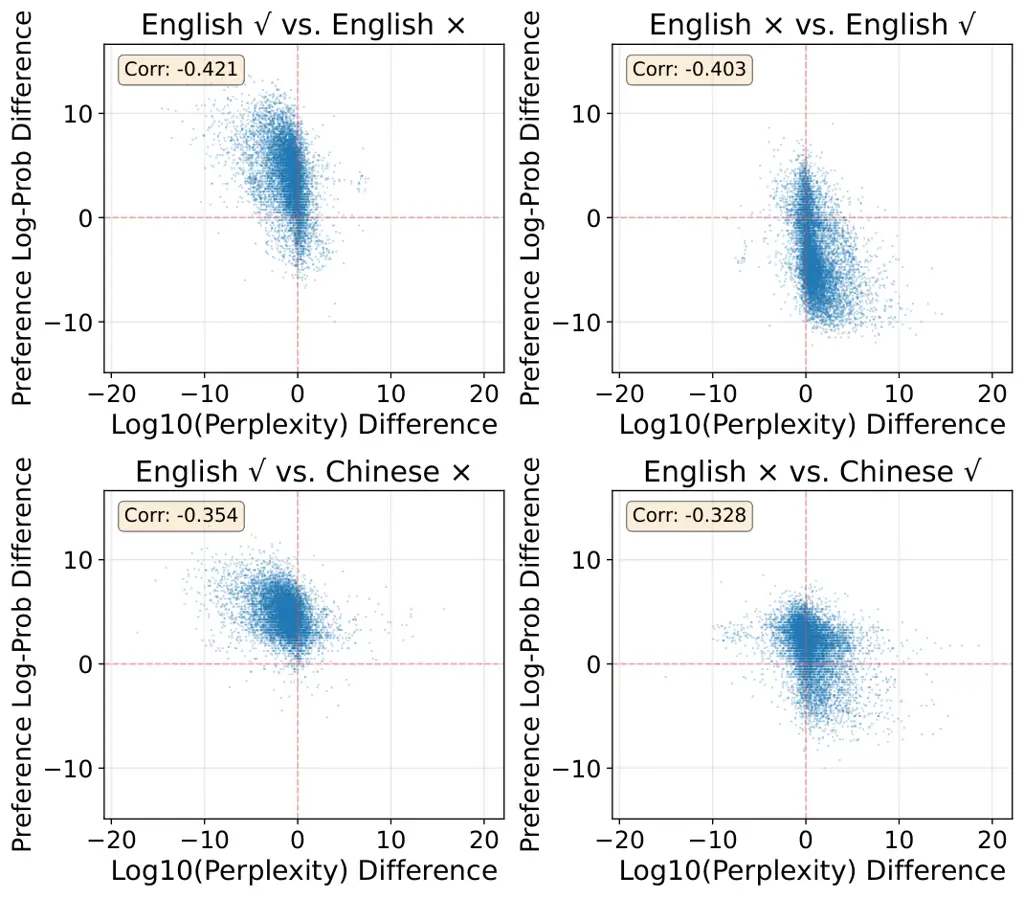 English √ vs. English ×
Corr: -0.421
Preference Log-Prob Difference
10
0
−10
−20
−10
0
10
20
Log10(Perplexity) Difference
English × vs. English √
Corr: -0.403
Preference Log-Prob Difference
10
0
−10
−20
−10
0
10
20
Log10(Perplexity) Difference
English √ vs. Chinese ×
Corr: -0.354
Preference Log-Prob Difference
10
0
−10
−20
−10
0
10
20
Log10(Perplexity) Difference
English × vs. Chinese √
Corr: -0.328
Preference Log-Prob Difference
10
0
−10
−20
−10
0
10
20
Log10(Perplexity) Difference